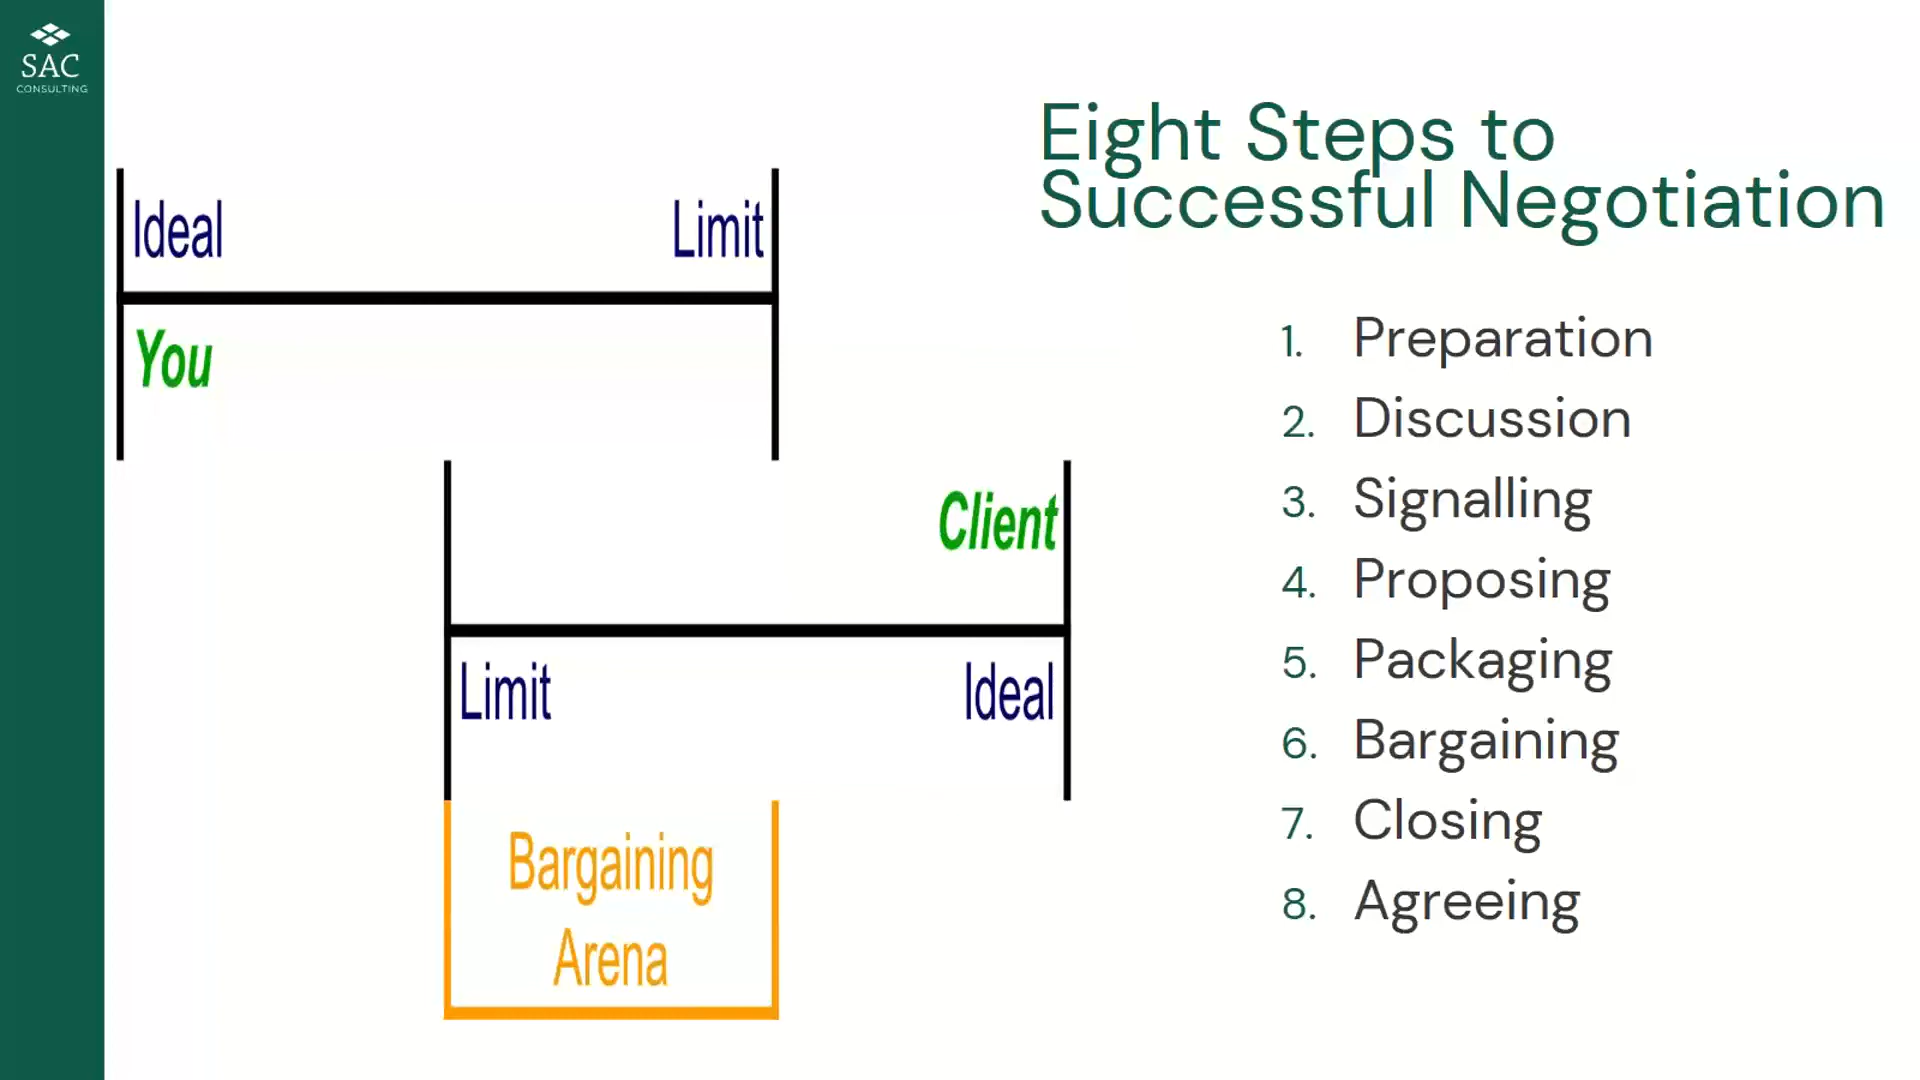 SAC
CONSULTING
Eight Steps to
Successful Negotiation
Ideal
Limit
You
Client
Limit
Ideal
Bargaining
Arena
1. Preparation
2. Discussion
3. Signalling
4. Proposing
5. Packaging
6. Bargaining
7. Closing
8. Agreeing